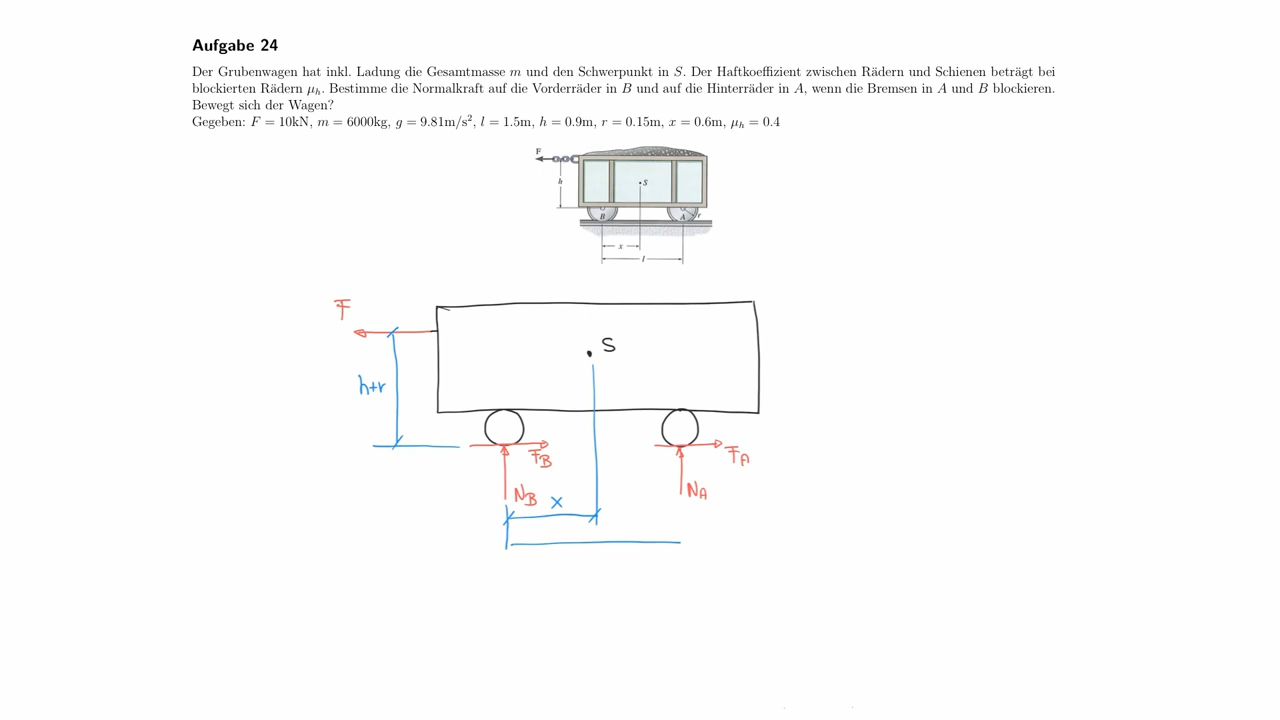 Aufgabe 24
Der Grubenwagen hat inkl. Ladung die Gesamtmasse m und den Schwerpunkt in S. Der Haftkoeffizient zwischen Rädern und Schienen beträgt bei
blockierten Rädern μh. Bestimme die Normalkraft auf die Vorderräder in B und auf die Hinterräder in A, wenn die Bremsen in A und B blockieren.
Bewegt sich der Wagen?
Gegeben: F = 10kN, m = 6000kg, g = 9.81m/s², l = 1.5m, h = 0.9m, r = 0.15m, x = 0.6m, μh = 0.4
F
h
S
B
A
r
x
l
F
S
h+r
FB
FA
NB
x
NA